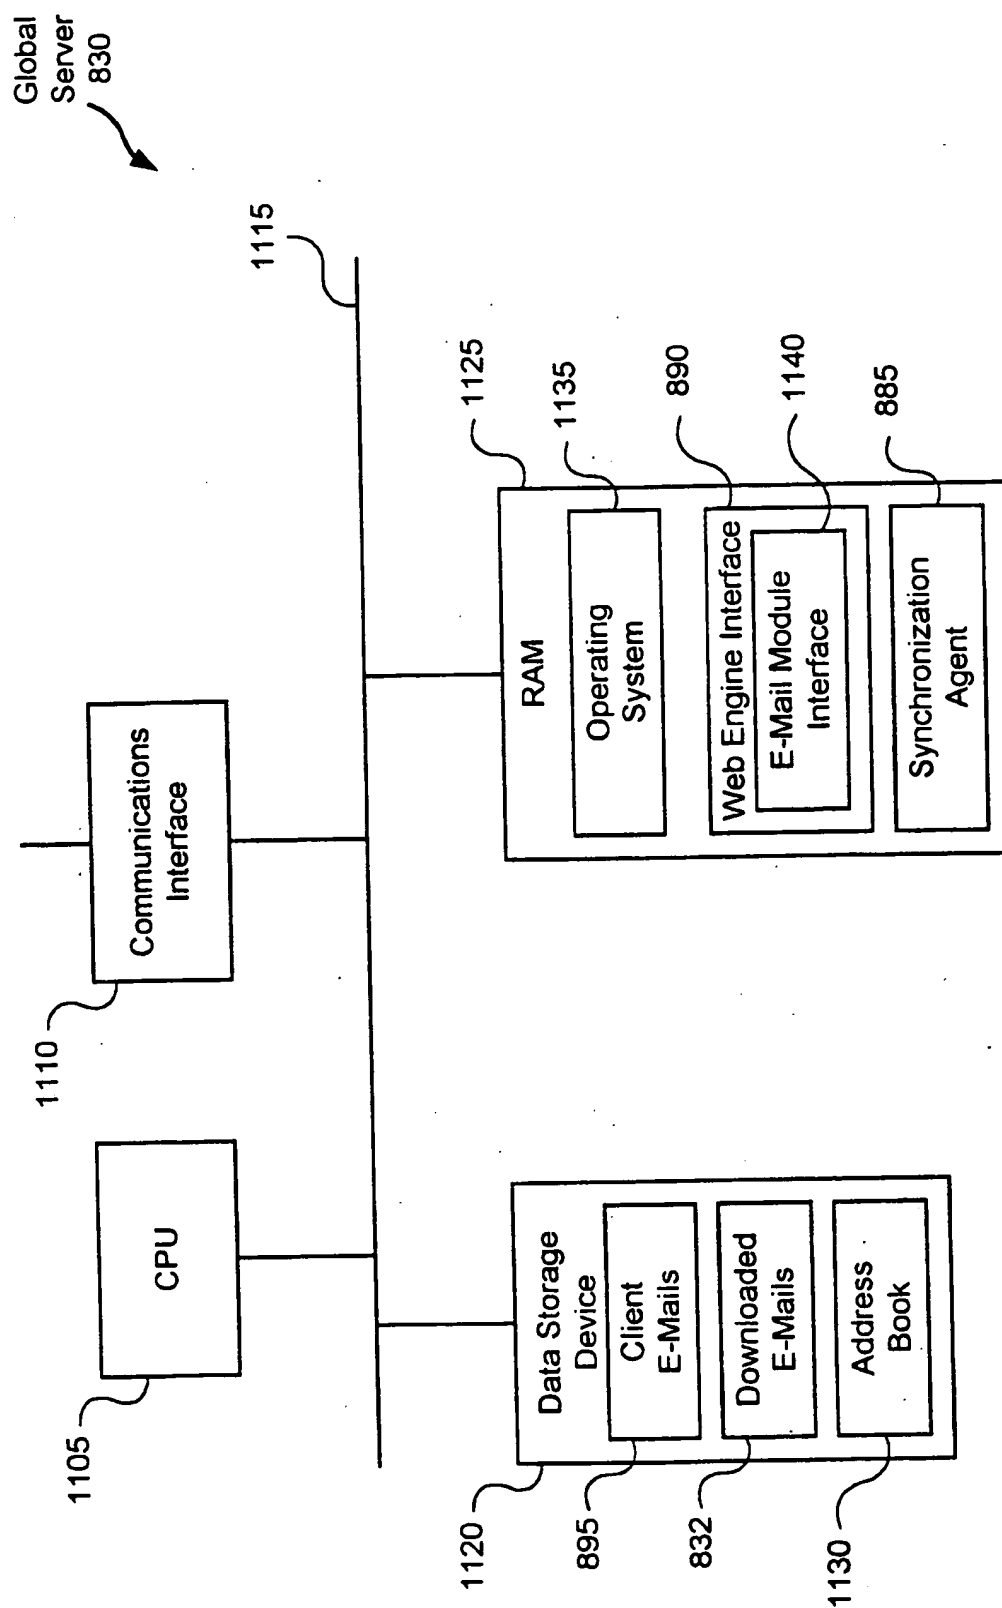 Global
Server
830
1105
CPU
1110
Communications
Interface
1115
1120
Data Storage
Device
895
Client
E-Mails
832
Downloaded
E-Mails
1130
Address
Book
1125
RAM
1135
Operating
System
890
Web Engine Interface
1140
E-Mail Module
Interface
885
Synchronization
Agent